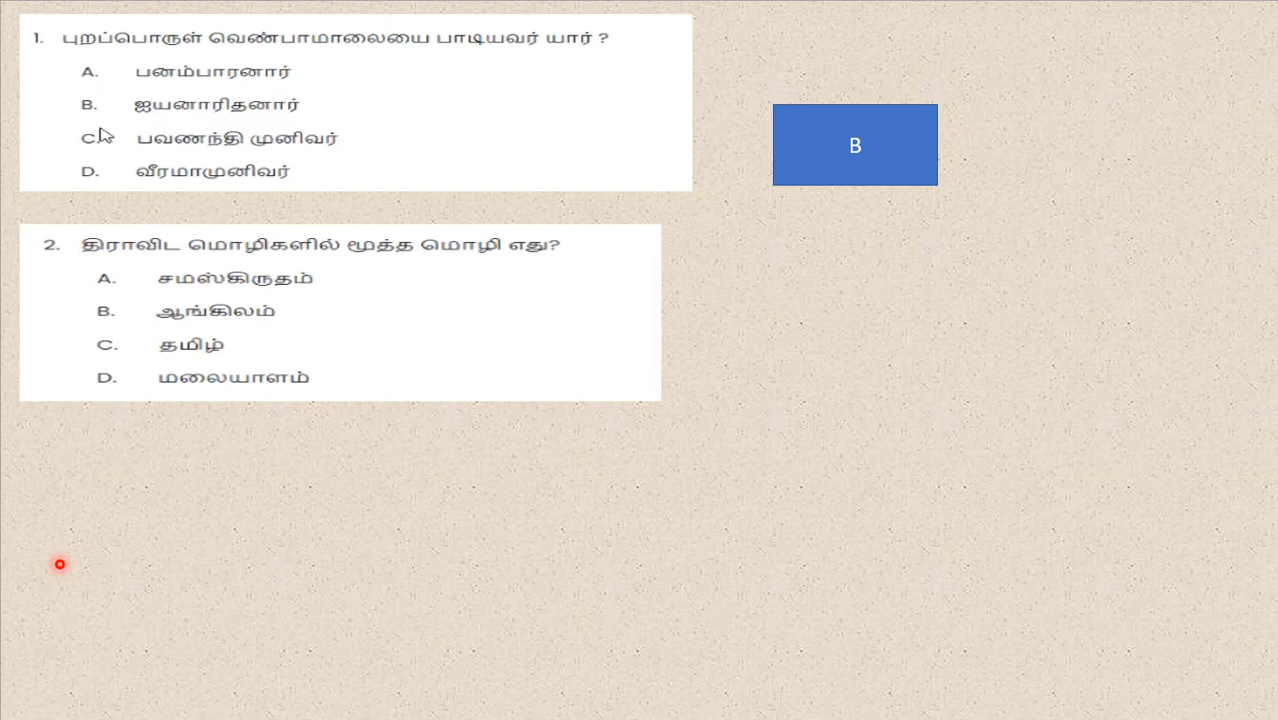 1. புறப்பொருள் வெண்பாமாலையை பாடியவர் யார் ?
A. பனம்பாரனார்
B. ஐயனாரிதனார்
C. பவணந்தி முனிவர்
D. வீரமாமுனிவர்
B
2. திராவிட மொழிகளில் மூத்த மொழி எது?
A. சமஸ்கிருதம்
B. ஆங்கிலம்
C. தமிழ்
D. மலையாளம்